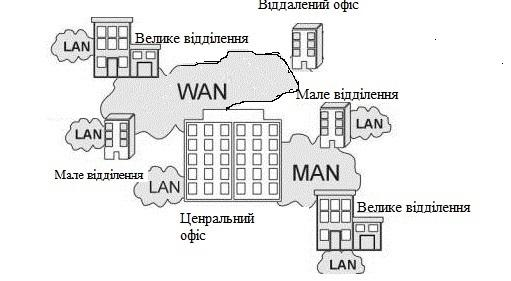 Віддалений офіс
LAN
Велике відділення
WAN
Мале відділення
LAN
LAN
Мале відділення
LAN
MAN
Ценральний
офіс
Велике відділення
LAN